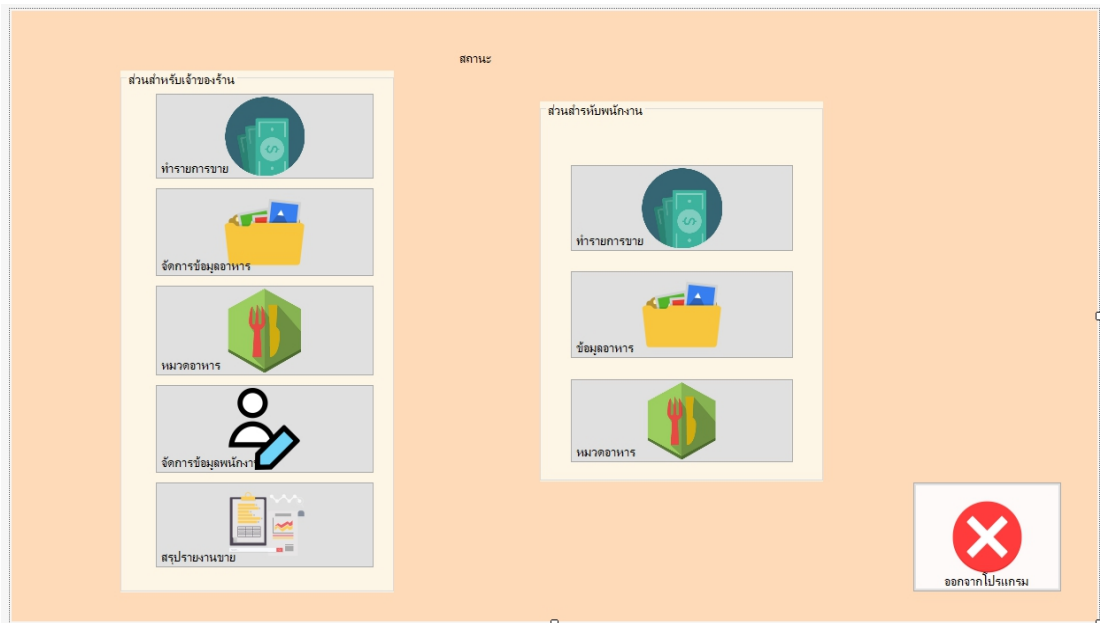 สถานะ
ส่วนสำหรับเจ้าของร้าน
ทำรายการขาย
จัดการข้อมูลอาหาร
หมวดอาหาร
จัดการข้อมูลพนักงา
สรุปรายงานขาย
ส่วนสำรหับพนักงาน
ทำรายการขาย
ข้อมูลอาหาร
หมวดอาหาร
ออกจากโปรแกรม